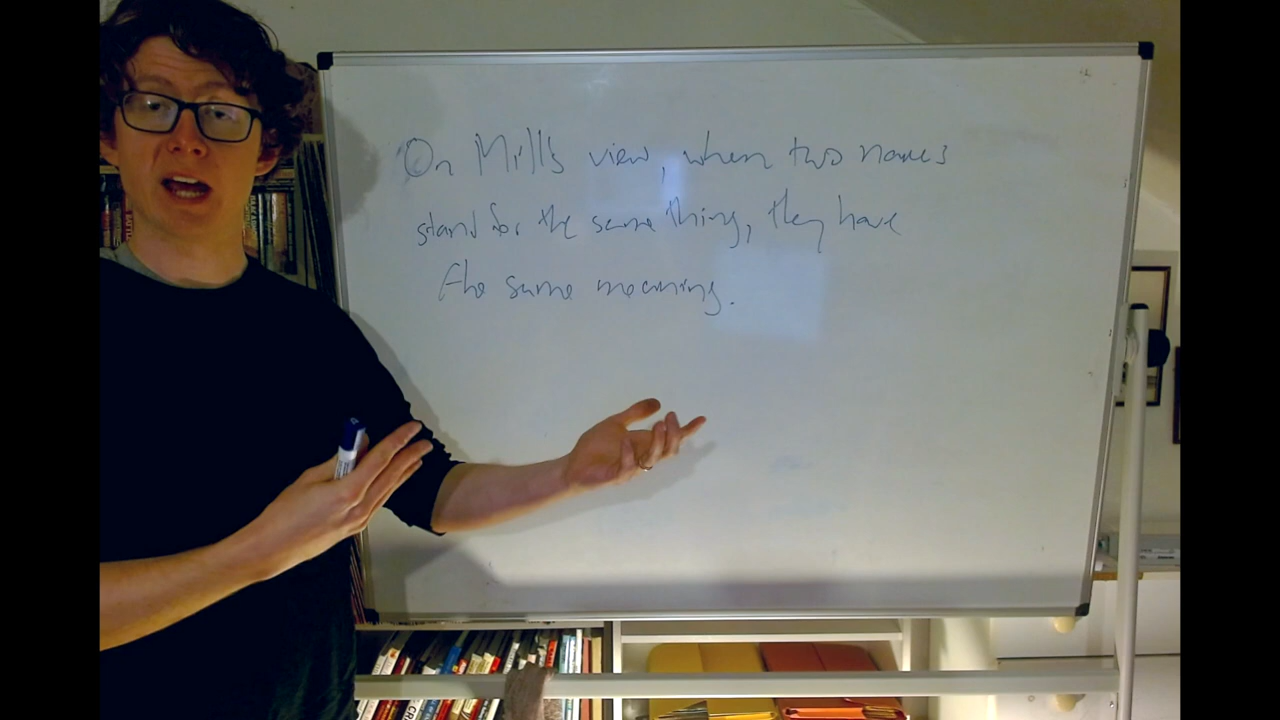 On Mill's view, when two names
stand for the same thing, they have
the same meaning.